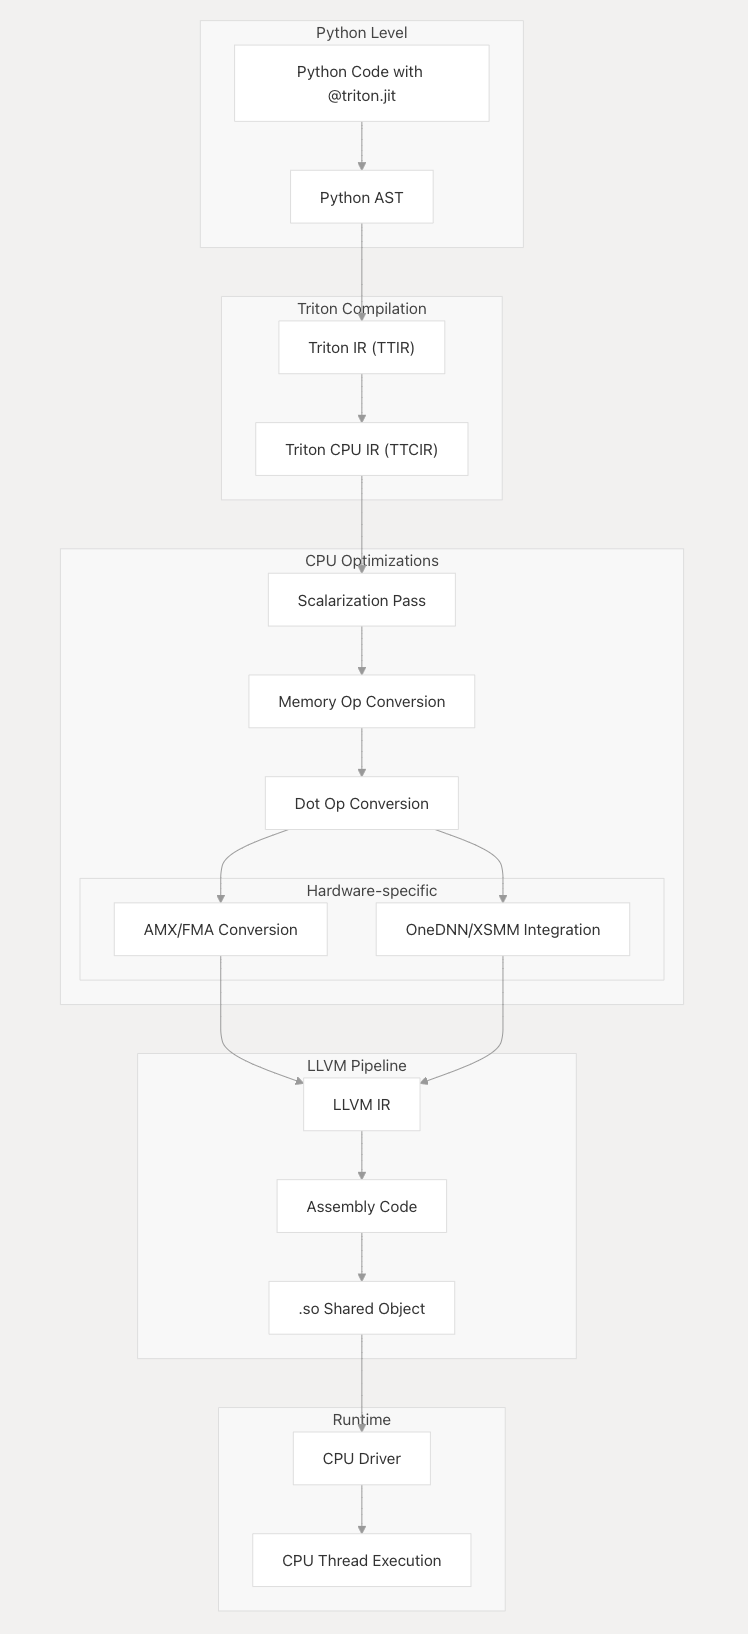 Python Level
Python Code with
@triton.jit
Python AST
Triton Compilation
Triton IR (TTIR)
Triton CPU IR (TTCIR)
CPU Optimizations
Scalarization Pass
Memory Op Conversion
Dot Op Conversion
Hardware-specific
AMX/FMA Conversion
OneDNN/XSMM Integration
LLVM Pipeline
LLVM IR
Assembly Code
.so Shared Object
Runtime
CPU Driver
CPU Thread Execution